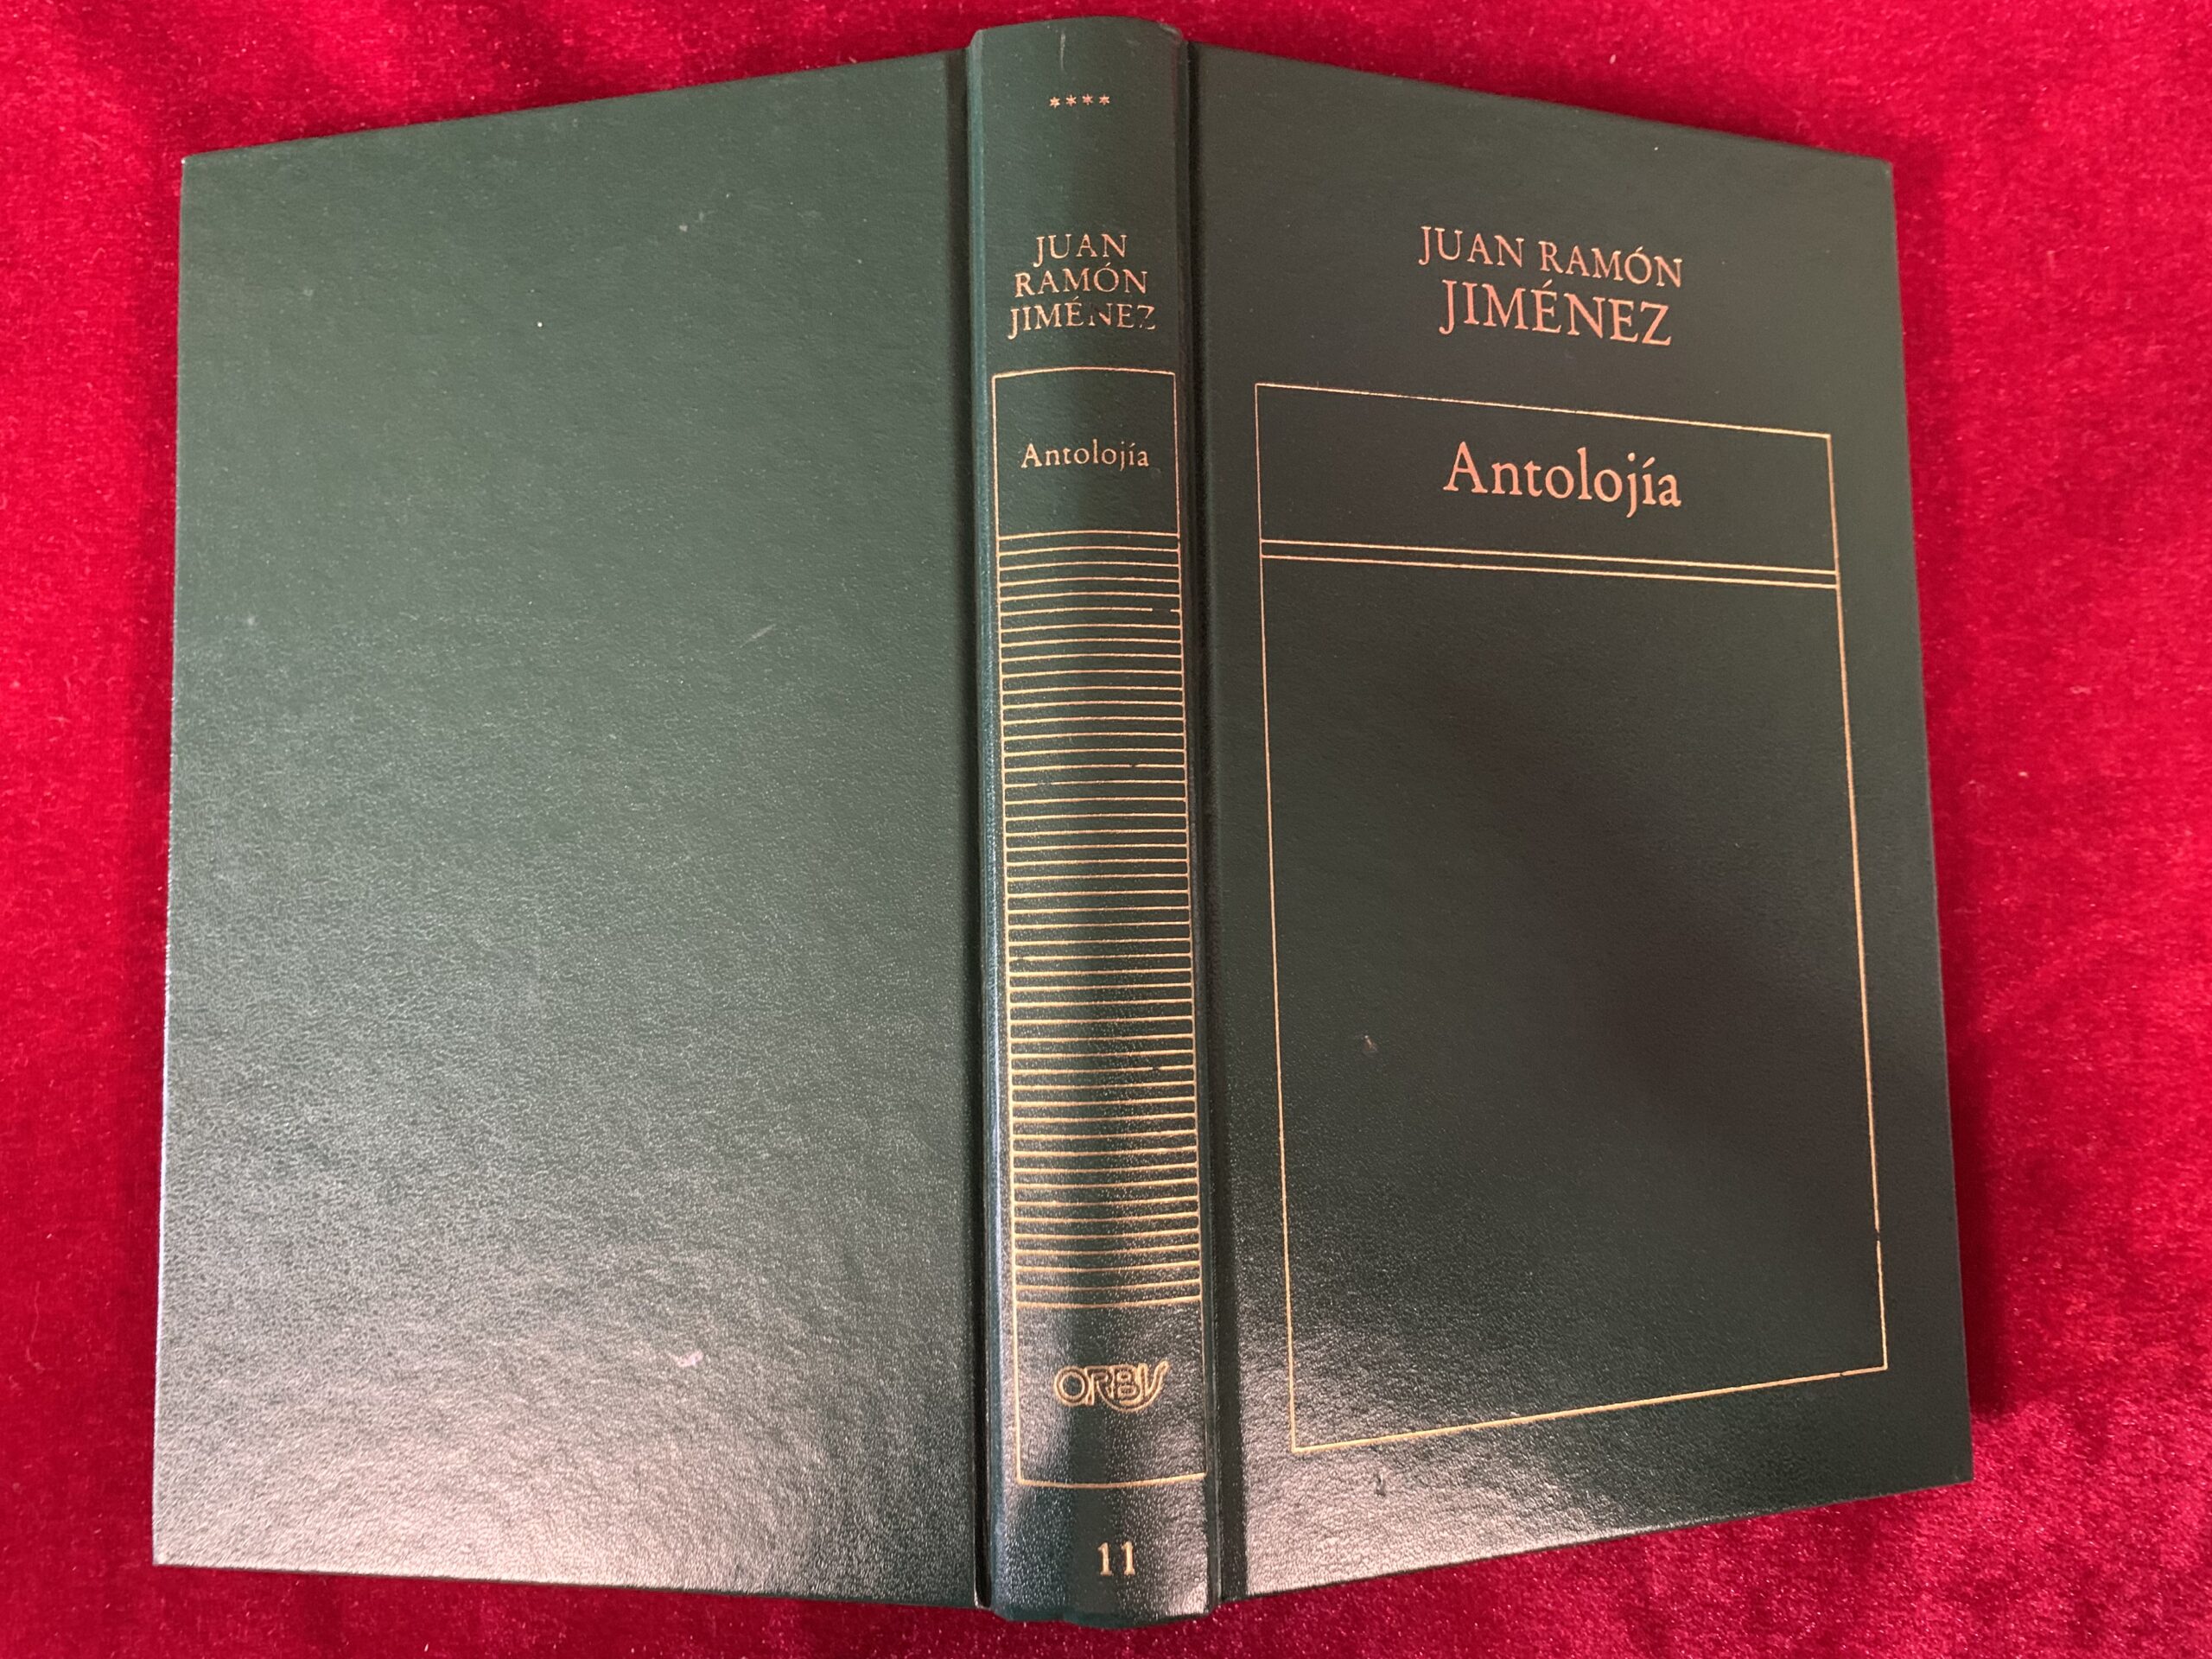 ****
JUAN
RAMÓN
JIMÉNEZ
Antolojía
ORBIS
11
JUAN RAMÓN
JIMÉNEZ
Antolojía